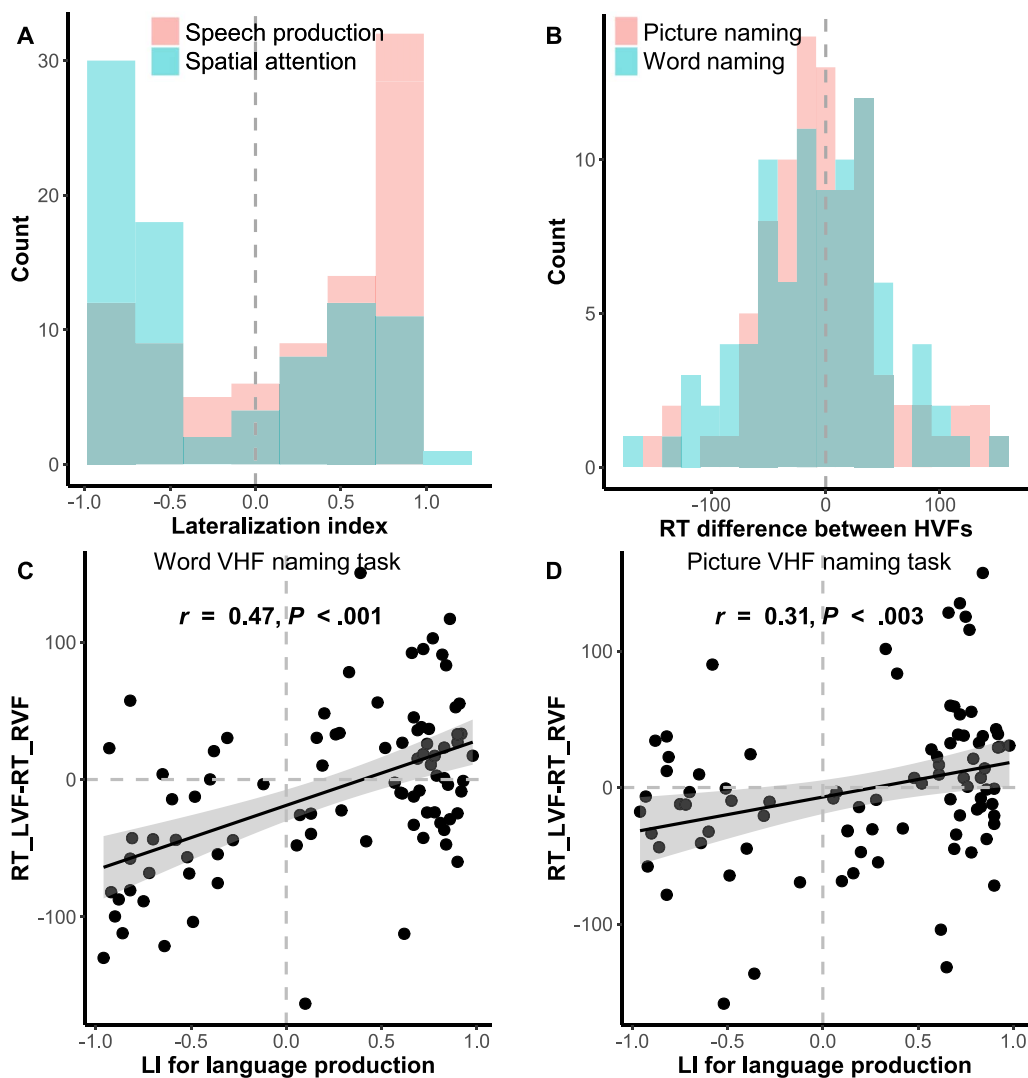 A
Speech production
Spatial attention
30
20
10
0
Count
-1.0 -0.5 0.0 0.5 1.0
Lateralization index
B
Picture naming
Word naming
10
5
0
Count
-100 0 100
RT difference between HVFs
C
Word VHF naming task
r = 0.47, P < .001
100
0
-100
RT_LVF-RT_RVF
-1.0 -0.5 0.0 0.5 1.0
LI for language production
D
Picture VHF naming task
r = 0.31, P < .003
100
0
-100
RT_LVF-RT_RVF
-1.0 -0.5 0.0 0.5 1.0
LI for language production